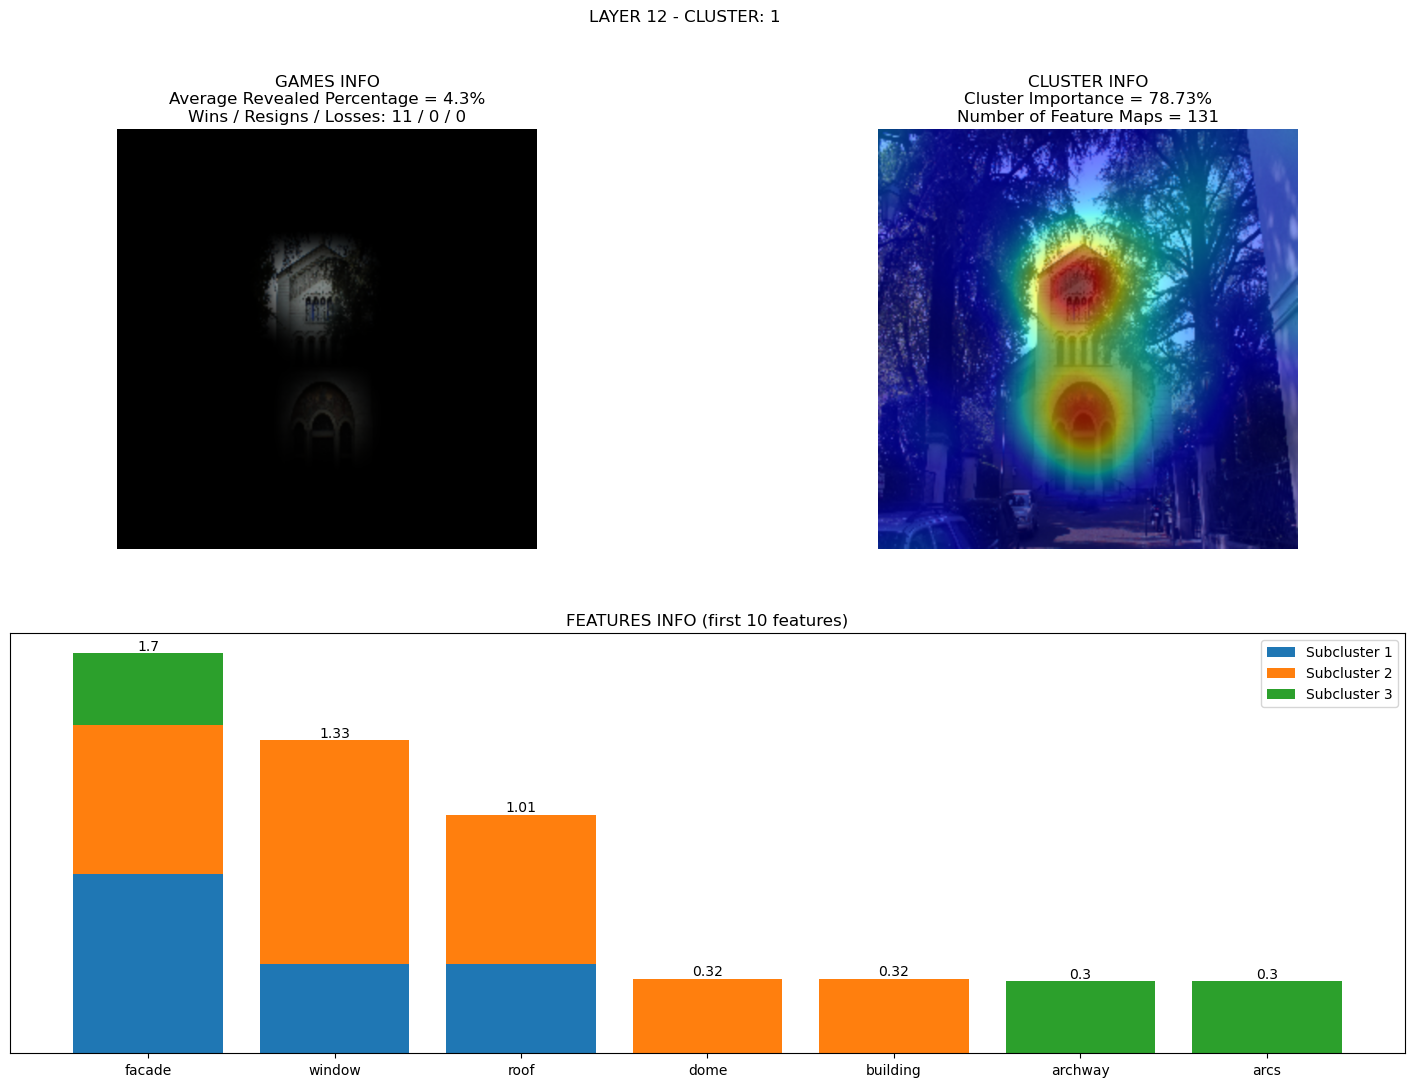 LAYER 12 - CLUSTER: 1
GAMES INFO
Average Revealed Percentage = 4.3%
Wins / Resigns / Losses: 11 / 0 / 0
CLUSTER INFO
Cluster Importance = 78.73%
Number of Feature Maps = 131
FEATURES INFO (first 10 features)
1.7
1.33
1.01
0.32
0.32
0.3
0.3
Subcluster 1
Subcluster 2
Subcluster 3
facade
window
roof
dome
building
archway
arcs